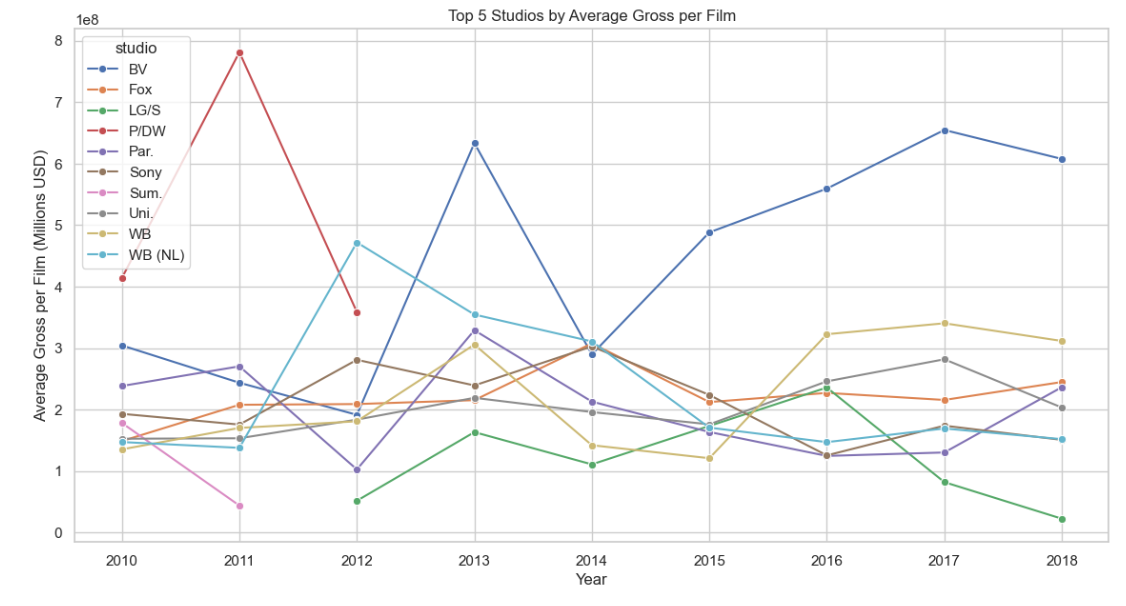 Top 5 Studios by Average Gross per Film
1e8
8
7
6
5
4
3
2
1
0
Average Gross per Film (Millions USD)
studio
BV
Fox
LG/S
P/DW
Par.
Sony
Sum.
Uni.
WB
WB (NL)
2010 2011 2012 2013 2014 2015 2016 2017 2018
Year